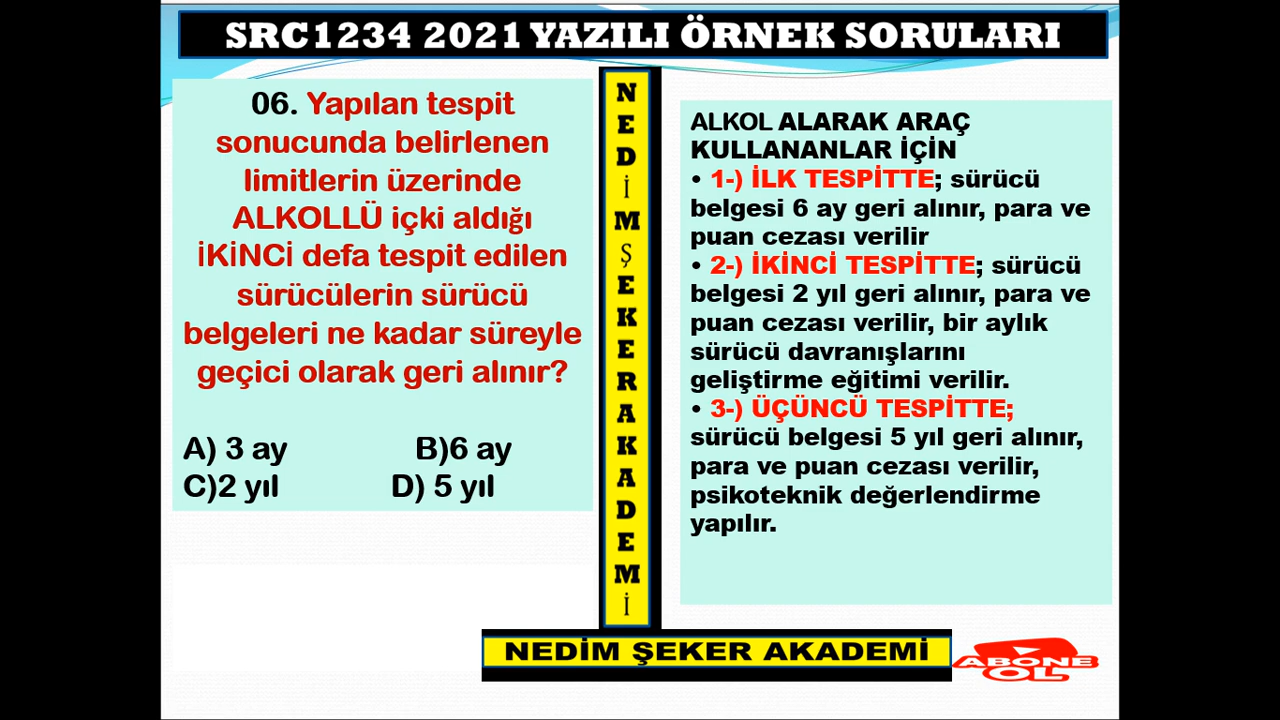 SRC1234 2021 YAZILI ÖRNEK SORULARI
06. Yapılan tespit
sonucunda belirlenen
limitlerin üzerinde
ALKOLLÜ içki aldığı
İKİNCİ defa tespit edilen
sürücülerin sürücü
belgeleri ne kadar süreyle
geçici olarak geri alınır?
A) 3 ay B)6 ay
C)2 yıl D) 5 yıl
N
E
D
İ
M
Ş
E
K
E
R
A
K
A
D
E
M
İ
ALKOL ALARAK ARAÇ
KULLANANLAR İÇİN
• 1-) İLK TESPİTTE; sürücü
belgesi 6 ay geri alınır, para ve
puan cezası verilir
• 2-) İKİNCİ TESPİTTE; sürücü
belgesi 2 yıl geri alınır, para ve
puan cezası verilir, bir aylık
sürücü davranışlarını
geliştirme eğitimi verilir.
• 3-) ÜÇÜNCÜ TESPİTTE;
sürücü belgesi 5 yıl geri alınır,
para ve puan cezası verilir,
psikoteknik değerlendirme
yapılır.
NEDİM ŞEKER AKADEMİ
ABONE
OL